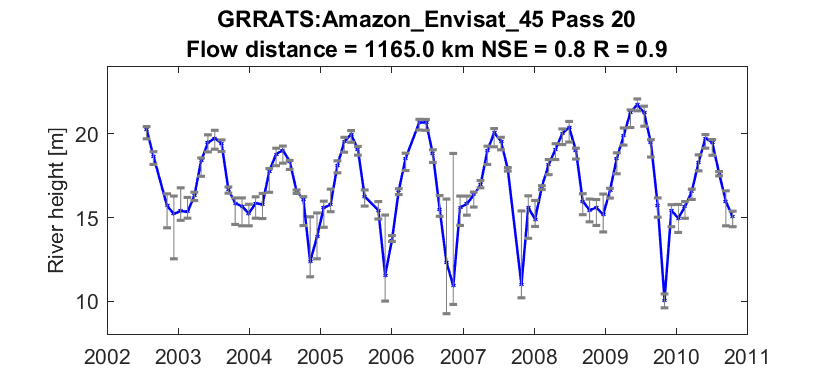 GRRATS:Amazon_Envisat_45 Pass 20
Flow distance = 1165.0 km NSE = 0.8 R = 0.9
River height [m]
20
15
10
2002 2003 2004 2005 2006 2007 2008 2009 2010 2011